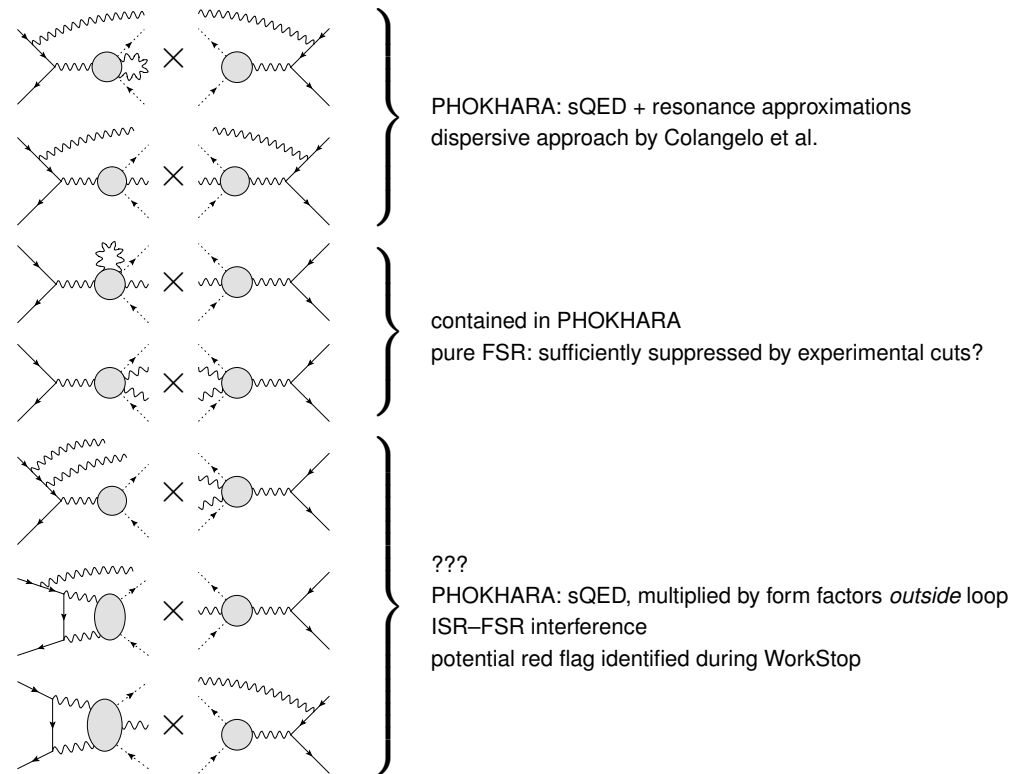 PHOKHARA: sQED + resonance approximations
dispersive approach by Colangelo et al.
contained in PHOKHARA
pure FSR: sufficiently suppressed by experimental cuts?
???
PHOKHARA: sQED, multiplied by form factors outside loop
ISR–FSR interference
potential red flag identified during WorkStop